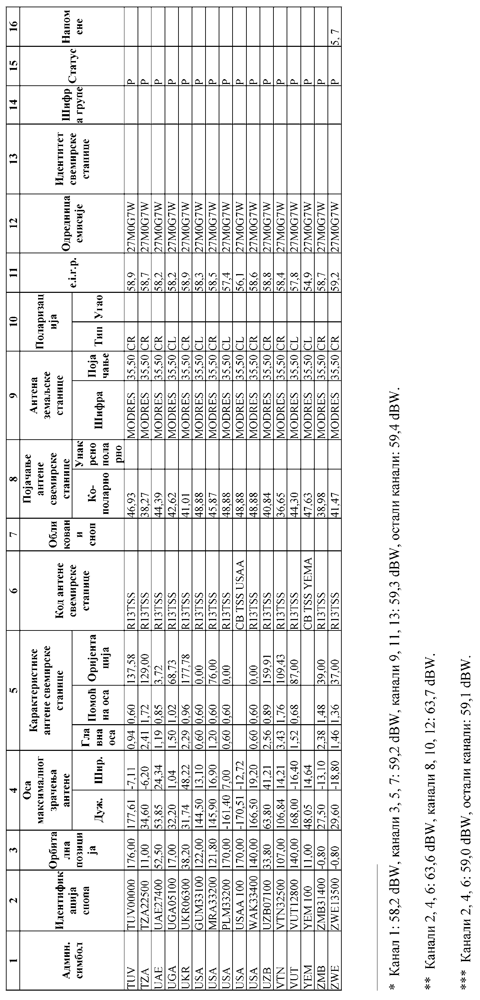 1 2 3 4 5 6 7 8 9 10 11 12 13 14 15 16
Админ. симбол Идентификација снопа Орбитална позиција Оса максималног зрачења антене Карактеристике антене свемирске станице Код антене свемирске станице Обликовани сноп Појачање антене свемирске станице Антена земаљске станице Поларизација e.i.r.p. Одредница емисије Идентитет свемирске станице Шифра групе Статус Напомене
Дуж. Шир. Главна оса Помоћна оса Оријентација Ко-поларно Унакрсно поларно Шифра Појачање Тип Угао
TUV TUV00000 176,00 177,61 -7,11 0,94 0,60 137,58 R13TSS 46,93 MODRES 35,50 CR 58,9 27M0G7W P
TZA TZA22500 11,00 34,60 -6,20 2,41 1,72 129,00 R13TSS 38,27 MODRES 35,50 CR 58,7 27M0G7W P
UAE UAE27400 52,50 53,85 24,34 1,19 0,85 3,72 R13TSS 44,39 MODRES 35,50 CR 58,2 27M0G7W P
UGA UGA05100 17,00 32,20 1,04 1,50 1,02 68,73 R13TSS 42,62 MODRES 35,50 CL 58,2 27M0G7W P
UKR UKR06300 38,20 31,74 48,22 2,29 0,96 177,78 R13TSS 41,01 MODRES 35,50 CR 58,9 27M0G7W P
USA GUM33100 122,00 144,50 13,10 0,60 0,60 0,00 R13TSS 48,88 MODRES 35,50 CL 58,3 27M0G7W P
USA MRA33200 121,80 145,90 16,90 1,20 0,60 76,00 R13TSS 45,87 MODRES 35,50 CR 58,5 27M0G7W P
USA PLM33200 170,00 -161,40 7,00 0,60 0,60 0,00 R13TSS 48,88 MODRES 35,50 CL 57,4 27M0G7W P
USA USAA 100 170,00 -170,51 -12,72 CB TSS USAA 48,88 MODRES 35,50 CL 56,1 27M0G7W P
USA WAK33400 140,00 166,50 19,20 0,60 0,60 0,00 R13TSS 48,88 MODRES 35,50 CR 58,6 27M0G7W P
UZB UZB07100 33,80 63,80 41,21 2,56 0,89 159,91 R13TSS 40,84 MODRES 35,50 CR 58,8 27M0G7W P
VTN VTN32500 107,00 106,84 14,21 3,43 1,76 109,43 R13TSS 36,65 MODRES 35,50 CR 58,4 27M0G7W P
VUT VUT12800 140,00 168,00 -16,40 1,52 0,68 87,00 R13TSS 44,30 MODRES 35,50 CL 57,8 27M0G7W P
YEM YEM 100 11,00 48,05 14,64 CB TSS YEMA 47,63 MODRES 35,50 CL 54,9 27M0G7W P
ZMB ZMB31400 -0,80 27,50 -13,10 2,38 1,48 39,00 R13TSS 38,98 MODRES 35,50 CR 58,7 27M0G7W P
ZWE ZWE13500 -0,80 29,60 -18,80 1,46 1,36 37,00 R13TSS 41,47 MODRES 35,50 CR 59,2 27M0G7W P 5, 7
* Канал 1: 58,2 dBW, канали 3, 5, 7: 59,2 dBW, канали 9, 11, 13: 59,3 dBW, остали канали: 59,4 dBW.
** Канали 2, 4, 6: 63,6 dBW, канали 8, 10, 12: 63,7 dBW.
*** Канали 2, 4, 6: 59,0 dBW, остали канали: 59,1 dBW.